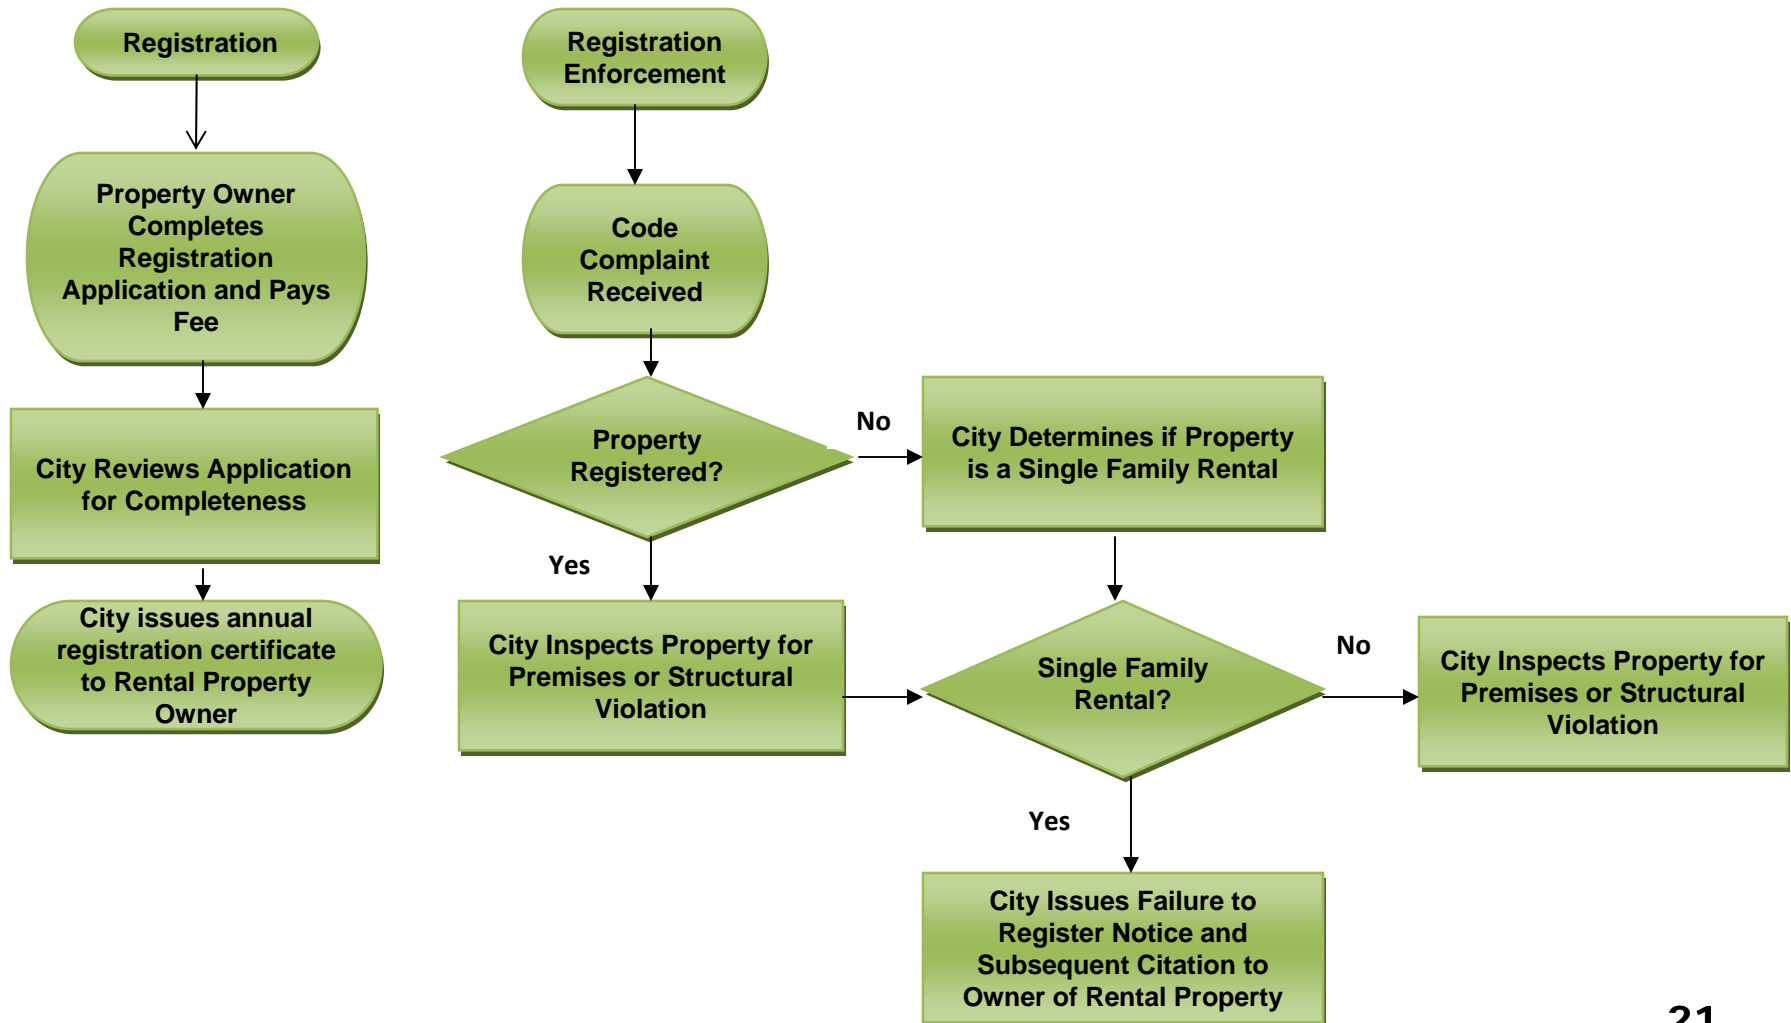 Registration
Property Owner
Completes
Registration
Application and Pays
Fee
City Reviews Application
for Completeness
City issues annual
registration certificate
to Rental Property
Owner
Registration
Enforcement
Code
Complaint
Received
Property
Registered?
No
City Determines if Property
is a Single Family Rental
Yes
City Inspects Property for
Premises or Structural
Violation
Single Family
Rental?
No
City Inspects Property for
Premises or Structural
Violation
Yes
City Issues Failure to
Register Notice and
Subsequent Citation to
Owner of Rental Property
21